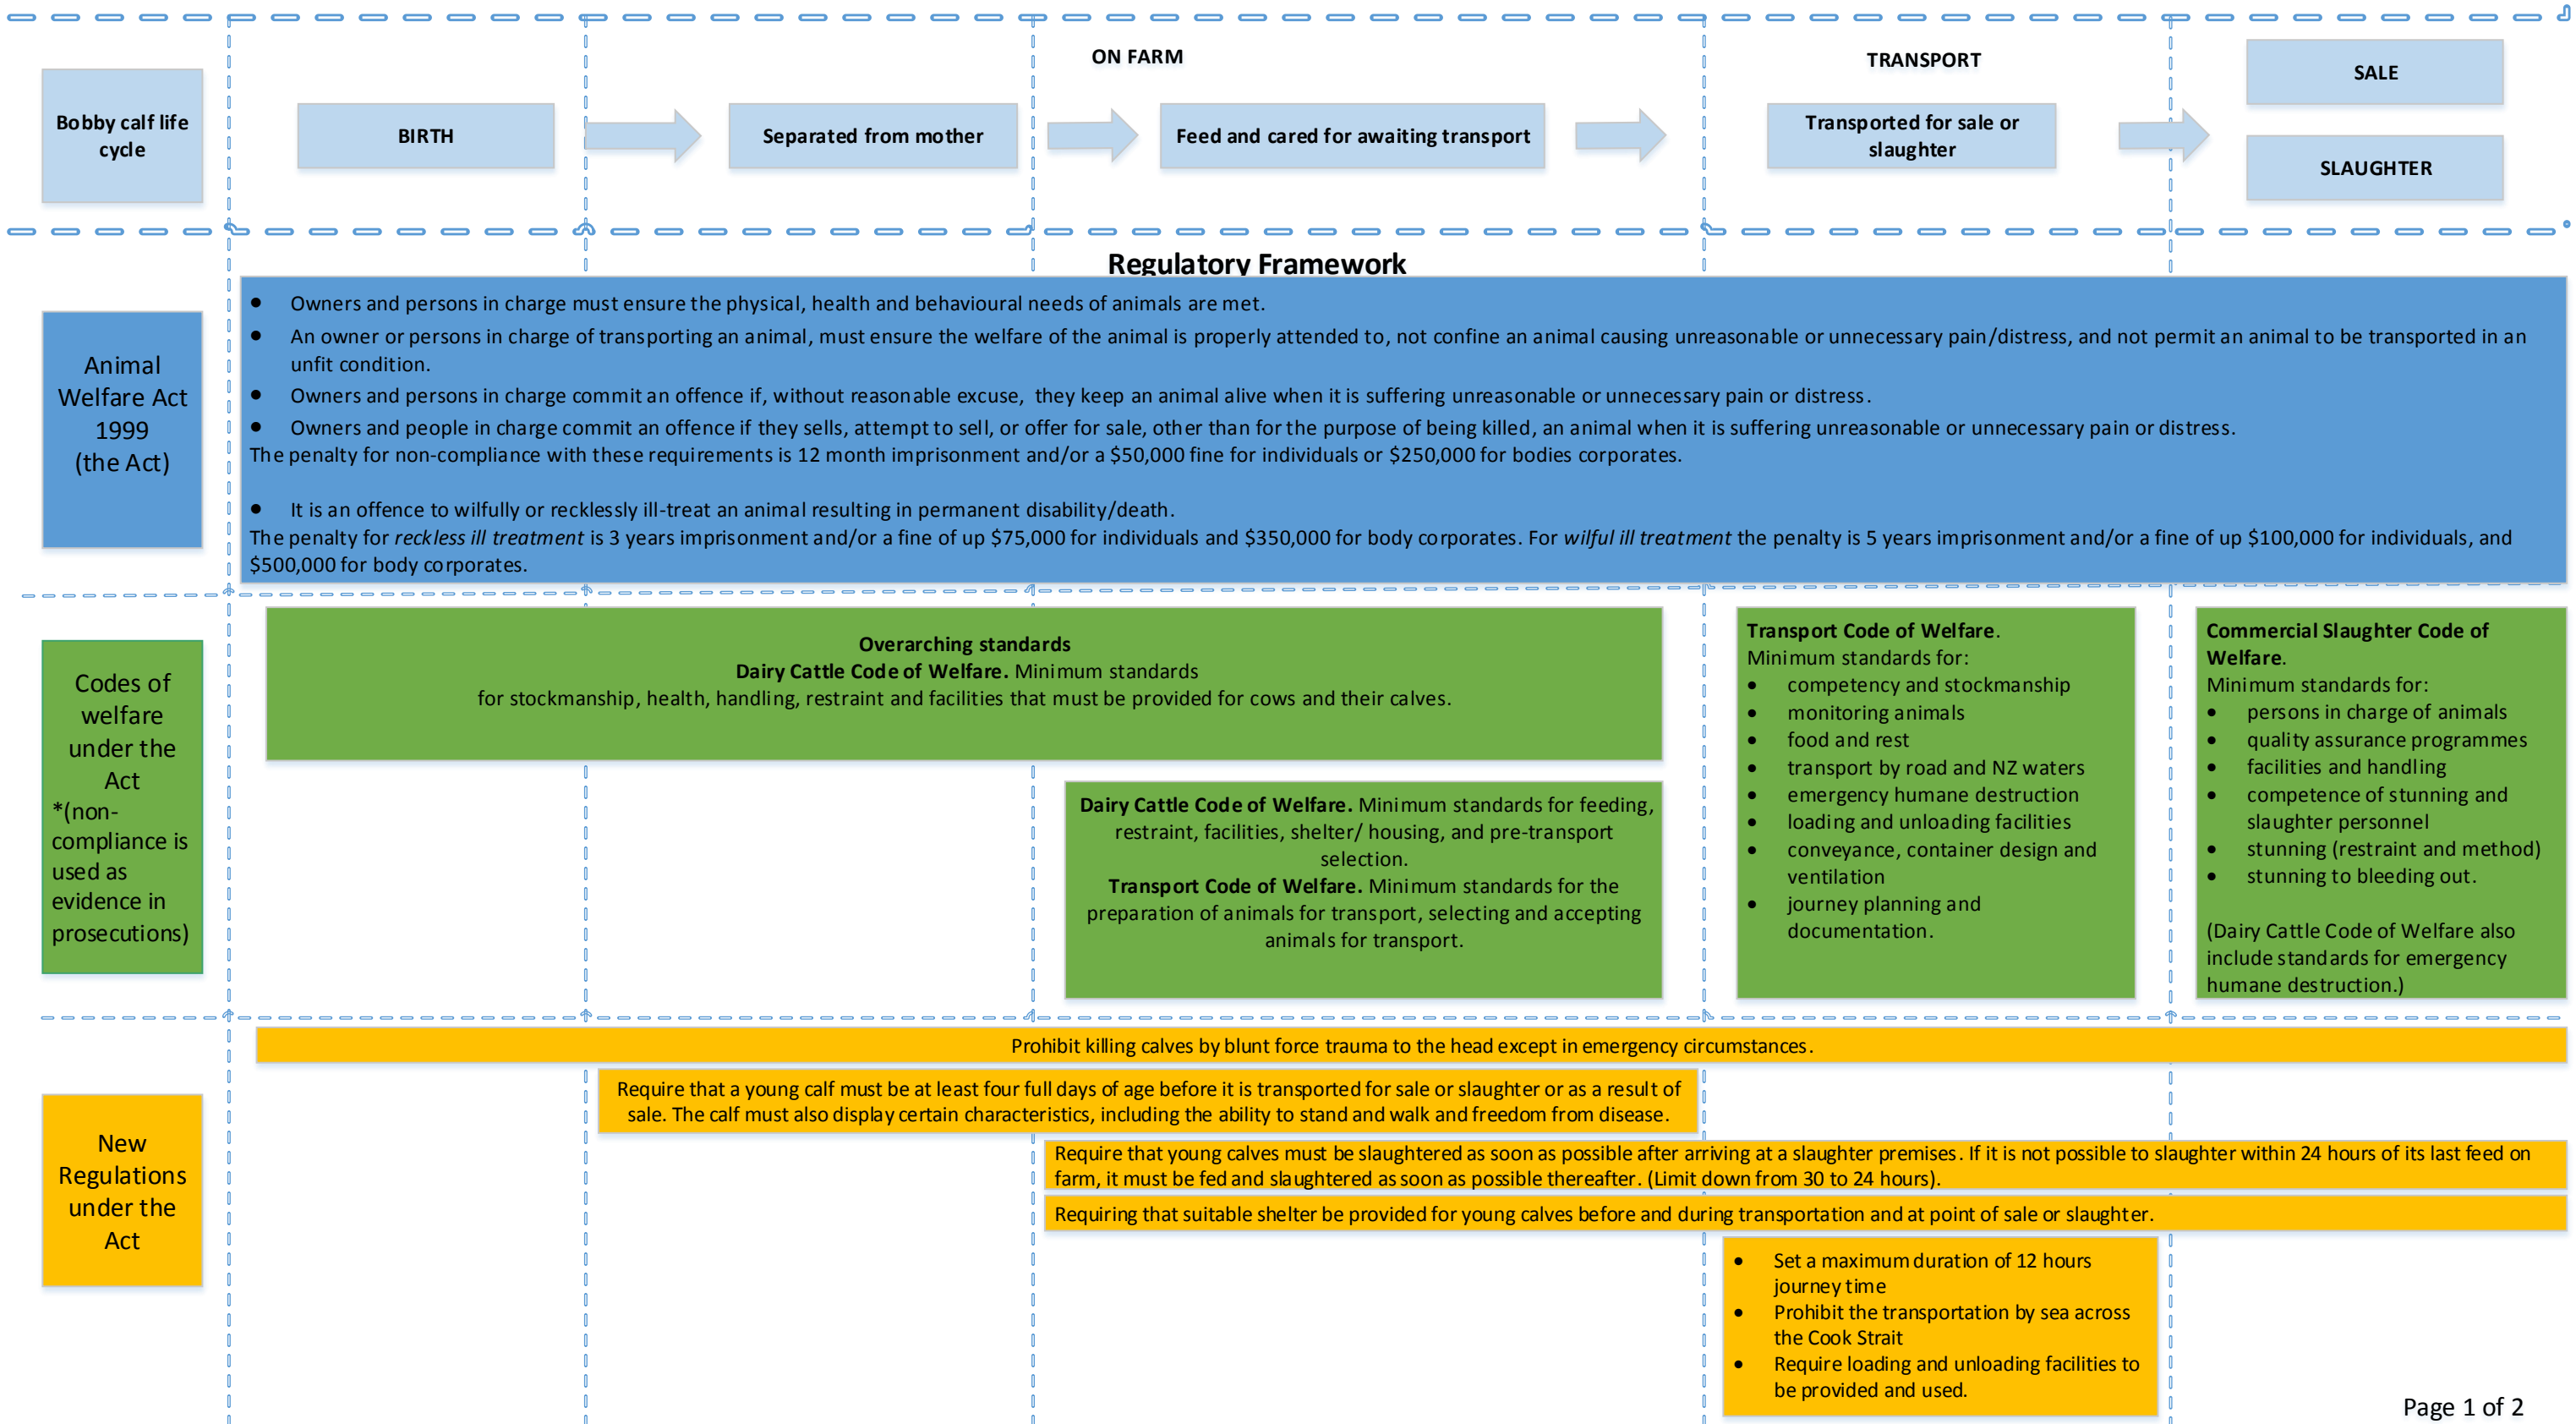 ON FARM
TRANSPORT
Bobby calf life
cycle
BIRTH
Separated from mother
Feed and cared for awaiting transport
Transported for sale or
slaughter
SALE
SLAUGHTER
Regulatory Framework
Animal
Welfare Act
1999
(the Act)
● Owners and persons in charge must ensure the physical, health and behavioural needs of animals are met.
● An owner or persons in charge of transporting an animal, must ensure the welfare of the animal is properly attended to, not confine an animal causing unreasonable or unnecessary pain/distress, and not permit an animal to be transported in an
unfit condition.
● Owners and persons in charge commit an offence if, without reasonable excuse, they keep an animal alive when it is suffering unreasonable or unnecessary pain or distress.
● Owners and people in charge commit an offence if they sells, attempt to sell, or offer for sale, other than for the purpose of being killed, an animal when it is suffering unreasonable or unnecessary pain or distress.
The penalty for non-compliance with these requirements is 12 month imprisonment and/or a $50,000 fine for individuals or $250,000 for bodies corporates.
● It is an offence to wilfully or recklessly ill-treat an animal resulting in permanent disability/death.
The penalty for reckless ill treatment is 3 years imprisonment and/or a fine of up $75,000 for individuals and $350,000 for body corporates. For wilful ill treatment the penalty is 5 years imprisonment and/or a fine of up $100,000 for individuals, and
$500,000 for body corporates.
Codes of
welfare
under the
Act
*(non-
compliance is
used as
evidence in
prosecutions)
Overarching standards
Dairy Cattle Code of Welfare. Minimum standards
for stockmanship, health, handling, restraint and facilities that must be provided for cows and their calves.
Dairy Cattle Code of Welfare. Minimum standards for feeding,
restraint, facilities, shelter/ housing, and pre-transport
selection.
Transport Code of Welfare. Minimum standards for the
preparation of animals for transport, selecting and accepting
animals for transport.
Transport Code of Welfare.
Minimum standards for:
● competency and stockmanship
● monitoring animals
● food and rest
● transport by road and NZ waters
● emergency humane destruction
● loading and unloading facilities
● conveyance, container design and
ventilation
● journey planning and
documentation.
Commercial Slaughter Code of
Welfare.
Minimum standards for:
● persons in charge of animals
● quality assurance programmes
● facilities and handling
● competence of stunning and
slaughter personnel
● stunning (restraint and method)
● stunning to bleeding out.
(Dairy Cattle Code of Welfare also
include standards for emergency
humane destruction.)
New
Regulations
under the
Act
Prohibit killing calves by blunt force trauma to the head except in emergency circumstances.
Require that a young calf must be at least four full days of age before it is transported for sale or slaughter or as a result of
sale. The calf must also display certain characteristics, including the ability to stand and walk and freedom from disease.
Require that young calves must be slaughtered as soon as possible after arriving at a slaughter premises. If it is not possible to slaughter within 24 hours of its last feed on
farm, it must be fed and slaughtered as soon as possible thereafter. (Limit down from 30 to 24 hours).
Requiring that suitable shelter be provided for young calves before and during transportation and at point of sale or slaughter.
● Set a maximum duration of 12 hours
journey time
● Prohibit the transportation by sea across
the Cook Strait
● Require loading and unloading facilities to
be provided and used.
Page 1 of 2